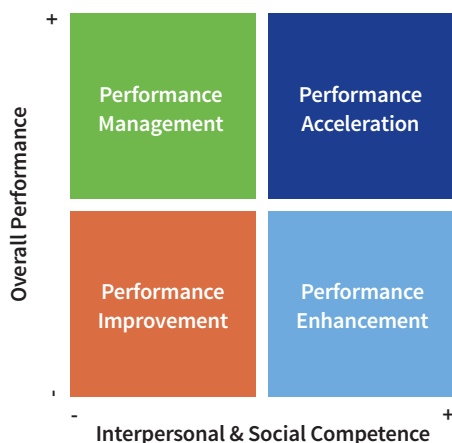 +
Overall Performance
Performance
Management
Performance
Acceleration
Performance
Improvement
Performance
Enhancement
-
-
+
Interpersonal & Social Competence